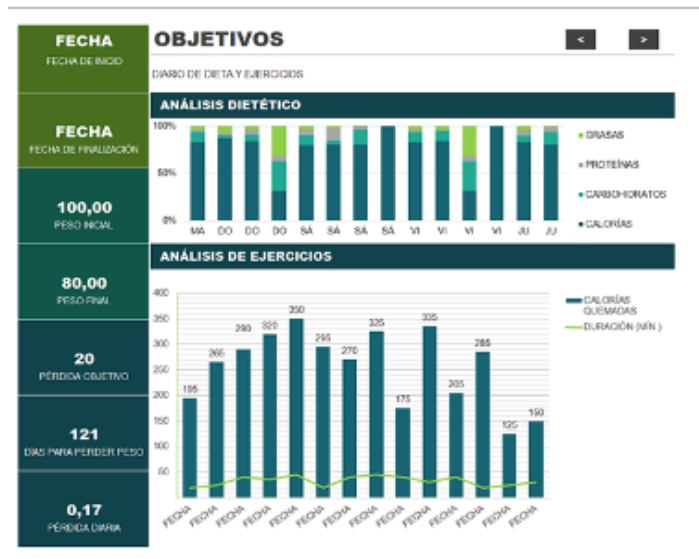 FECHA
FECHA DE INICIO
FECHA
FECHA DE FINALIZACIÓN
100,00
PESO INICIAL
80,00
PESO FINAL
20
PÉRDIDA OBJETIVO
121
DÍAS PARA PERDER PESO
0,17
PÉRDIDA DIARIA
OBJETIVOS
< >
DIARIO DE DIETA Y EJERCICIOS
ANÁLISIS DIETÉTICO
100%
50%
0%
MA DO DO DO SÁ SÁ SÁ SÁ VI VI VI VI JU JU
GRASAS
PROTEÍNAS
CARBOHIDRATOS
CALORÍAS
ANÁLISIS DE EJERCICIOS
400
350
300
250
200
150
100
50
195 265 290 320 350 295 270 325 175 335 205 285 125 150
FECHA FECHA FECHA FECHA FECHA FECHA FECHA FECHA FECHA FECHA FECHA FECHA FECHA FECHA
CALORÍAS
QUEMADAS
DURACIÓN (MÍN )